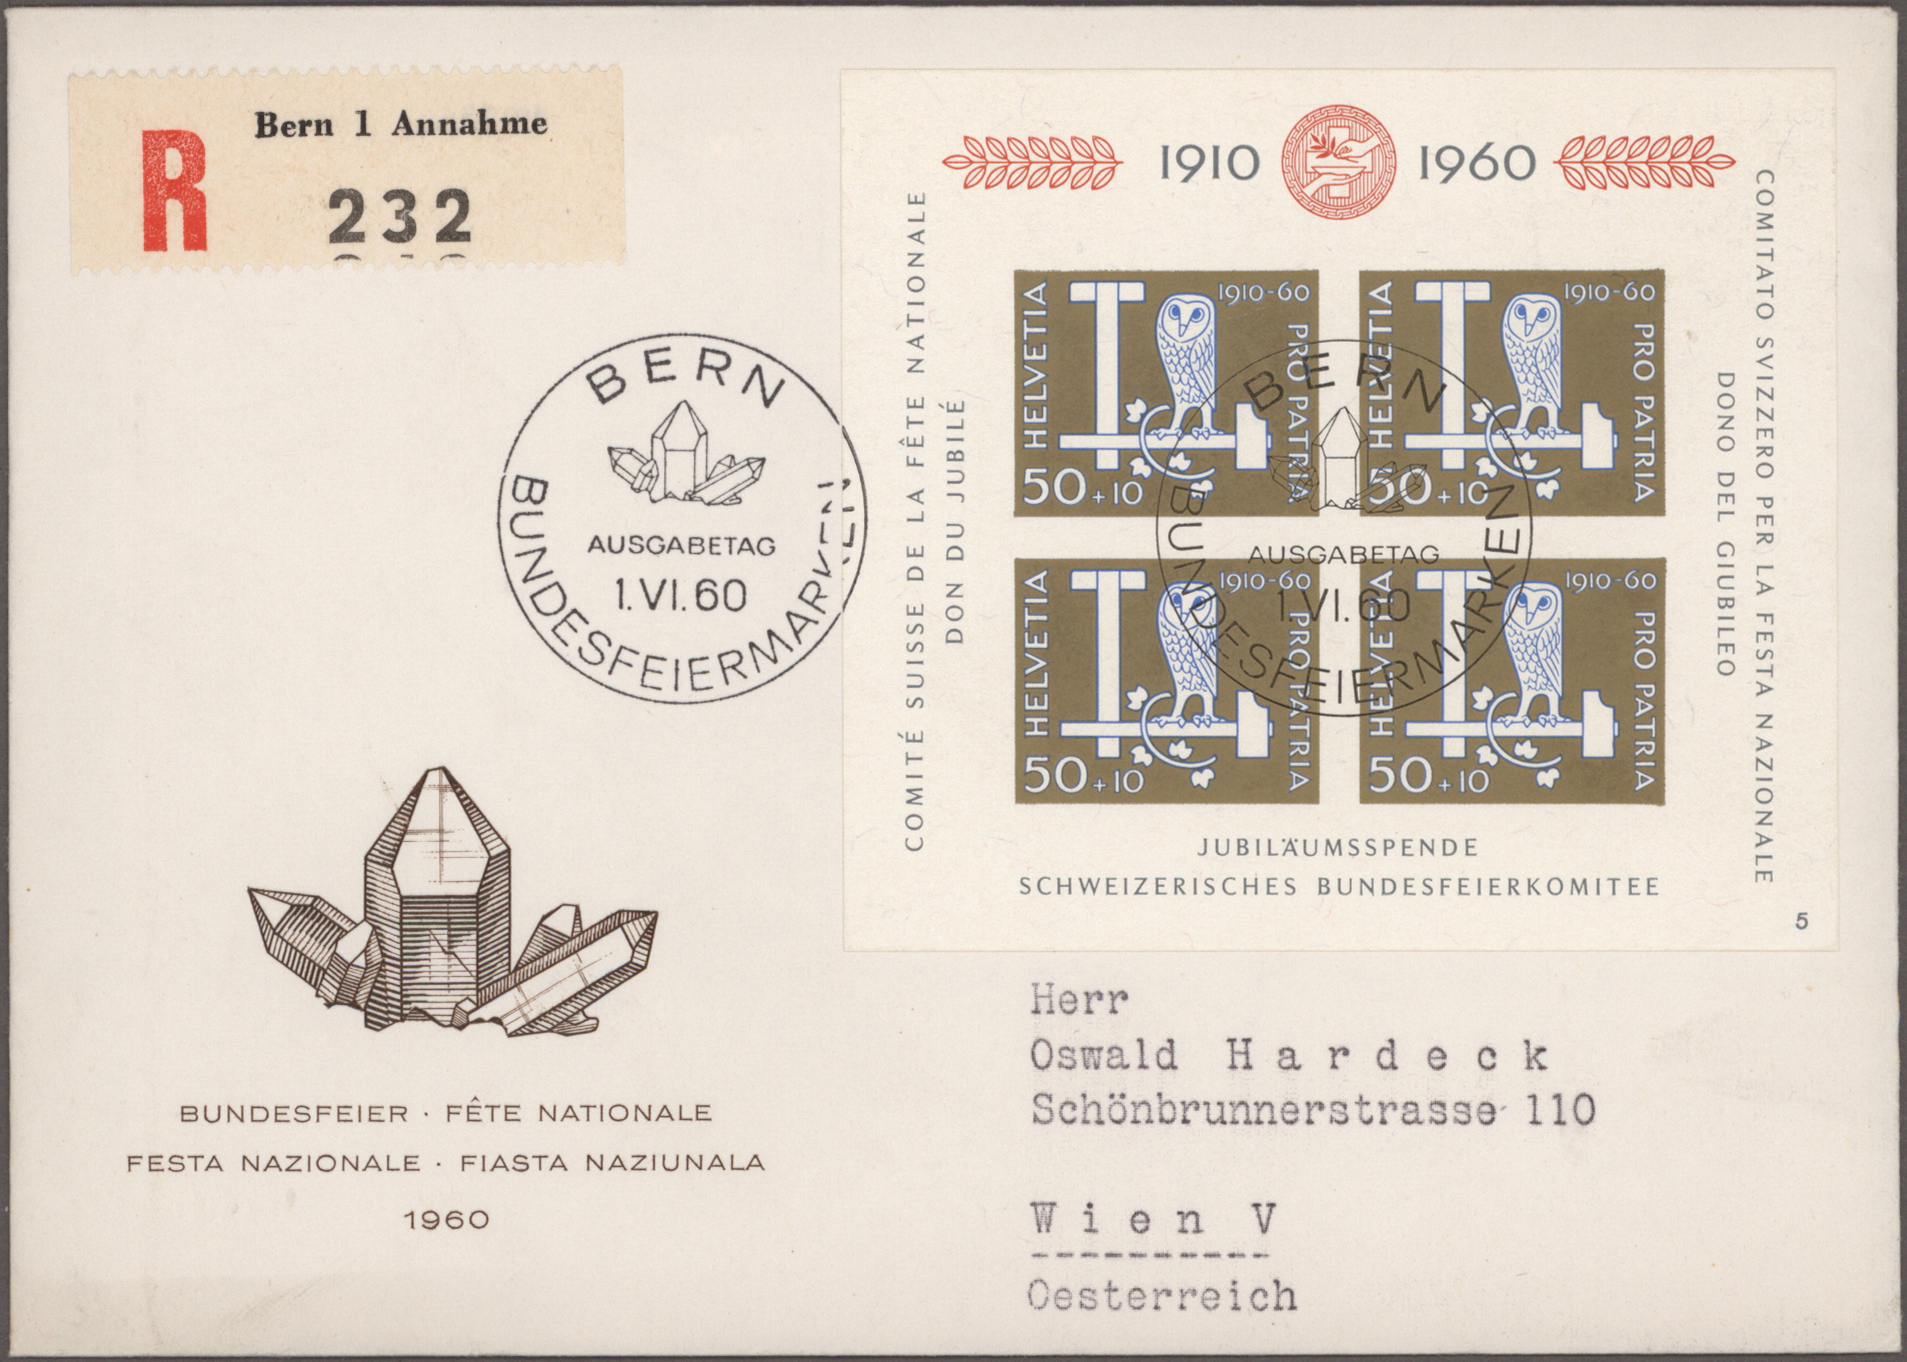 Bern 1 Annahme
R
232
BERN
AUSGABETAG
1.VI.60
BUNDESFEIERMARKEN
1910 1960
COMITÉ SUISSE DE LA FÊTE NATIONALE
DON DU JUBILÉ
HELVETIA
1910-60
PRO PATRIA
50+10
HELVETIA
1910-60
PRO PATRIA
50+10
BERN
AUSGABETAG
1.VI.60
BUNDESFEIERMARKEN
HELVETIA
1910-60
PRO PATRIA
50+10
HELVETIA
1910-60
PRO PATRIA
50+10
COMITATO SVIZZERO PER LA FESTA NAZIONALE
DONO DEL GIUBILEO
JUBILÄUMSSPENDE
SCHWEIZERISCHES BUNDESFEIERKOMITEE
5
BUNDESFEIER · FÊTE NATIONALE
FESTA NAZIONALE · FIASTA NAZIUNALA
1960
Herr
Oswald Hardeck
Schönbrunnerstrasse 110
Wien V
Oesterreich